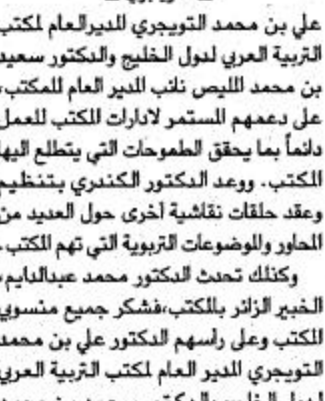 علي بن محمد التويجري المدير العام لمكتب
التربية العربي لدول الخليج والدكتور سعيد
بن محمد المليص نائب المدير العام للمكتب،
على دعمهم المستمر لادارات المكتب للعمل
دائماً بما يحقق الطموحات التي يتطلع اليها
المكتب. ووعد الدكتور الكندري بتنظيم
وعقد حلقات نقاشية أخرى حول العديد من
المحاور والموضوعات التربوية التي تهم المكتب.
وكذلك تحدث الدكتور محمد عبدالدايم،
الخبير الزائر بالمكتب،فشكر جميع منسوبي
المكتب وعلى رأسهم الدكتور علي بن محمد
التويجري المدير العام لمكتب التربية العربي